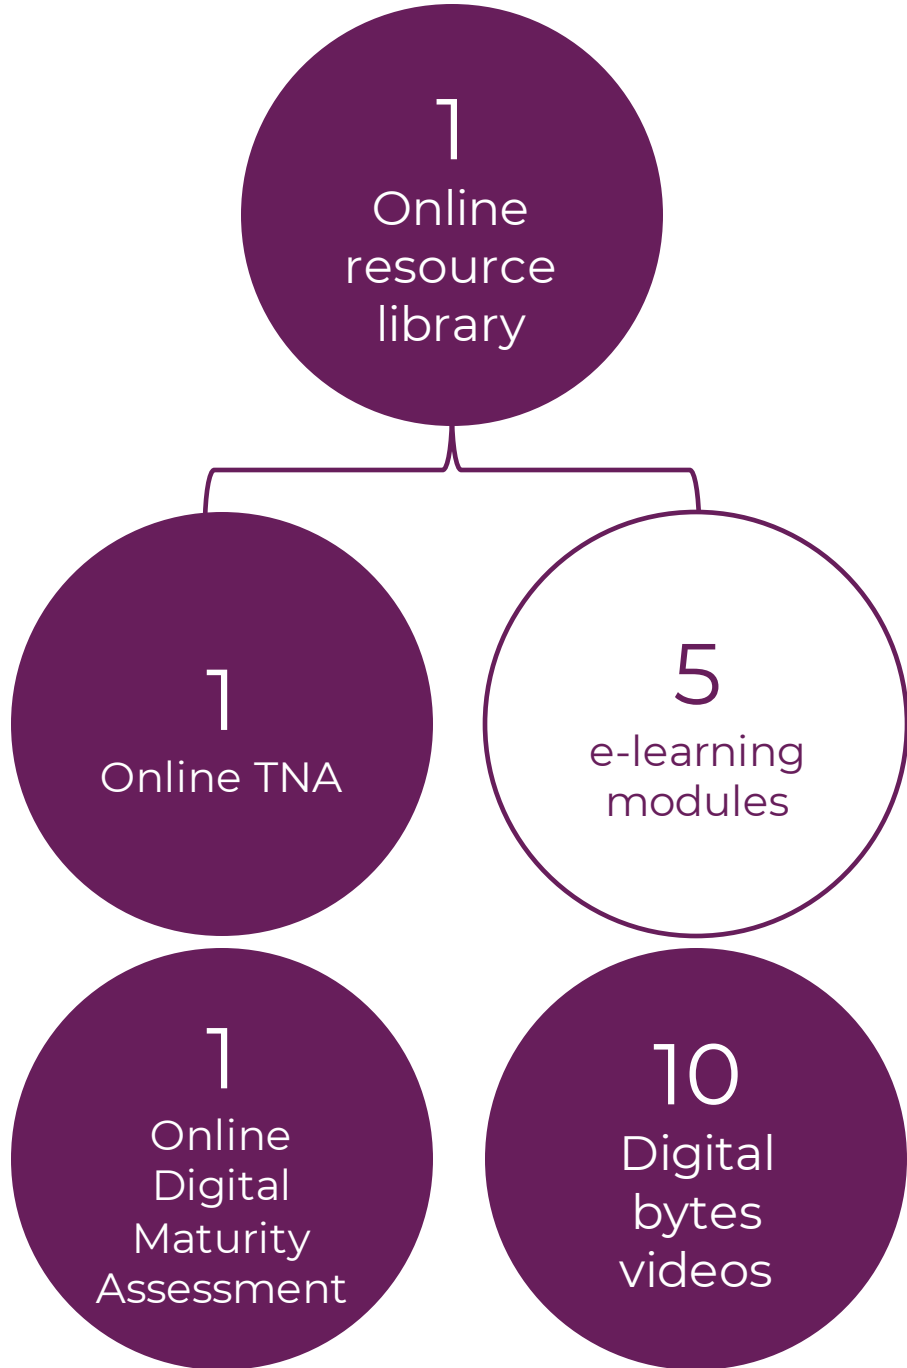 1
Online
resource
library
1
Online TNA
5
e-learning
modules
1
Online
Digital
Maturity
Assessment
10
Digital
bytes
videos